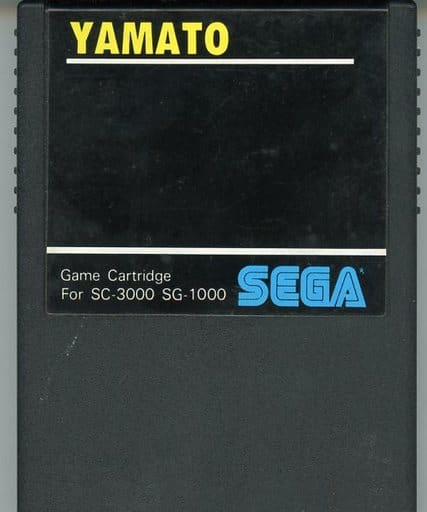 YAMATO
Game Cartridge
For SC-3000 SG-1000
SEGA